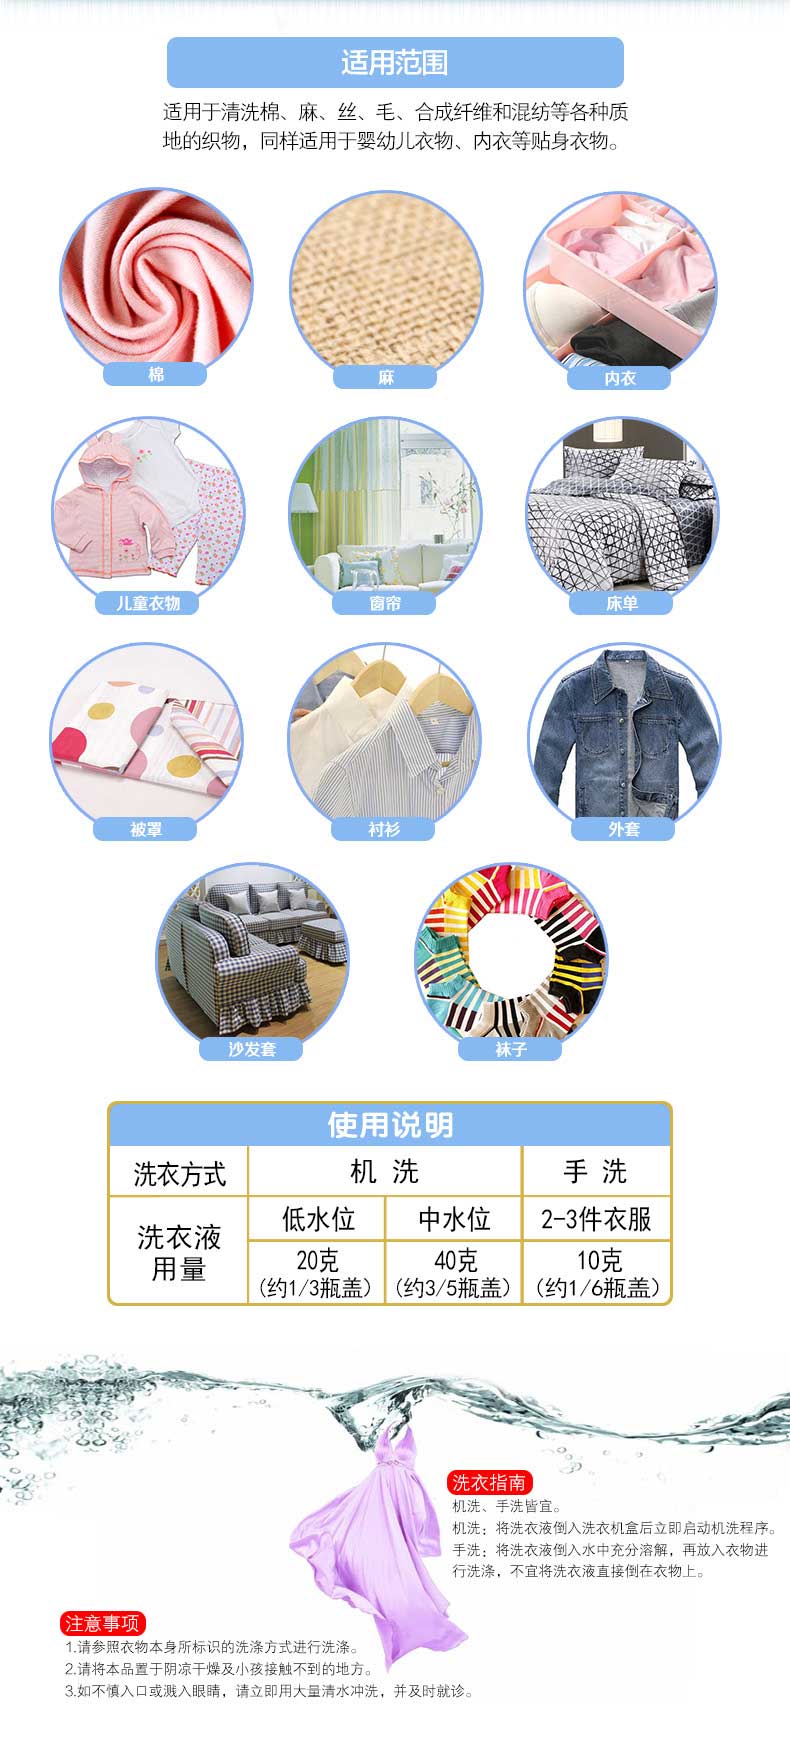 适用范围
适用于清洗棉、麻、丝、毛、合成纤维和混纺等各种质
地的织物，同样适用于婴幼儿衣物、内衣等贴身衣物。
棉
麻
内衣
儿童衣物
窗帘
床单
被罩
衬衫
外套
沙发套
袜子
使用说明
洗衣方式 机 洗 手 洗
洗衣液用量 低水位 中水位 2-3件衣服
20克 40克 10克
(约1/3瓶盖) (约3/5瓶盖) (约1/6瓶盖)
洗衣指南
机洗、手洗皆宜。
机洗：将洗衣液倒入洗衣机盒后立即启动机洗程序。
手洗：将洗衣液倒入水中充分溶解，再放入衣物进
行洗涤，不宜将洗衣液直接倒在衣物上。
注意事项
1.请参照衣物本身所标识的洗涤方式进行洗涤。
2.请将本品置于阴凉干燥及小孩接触不到的地方。
3.如不慎入口或溅入眼睛，请立即用大量清水冲洗，并及时就诊。